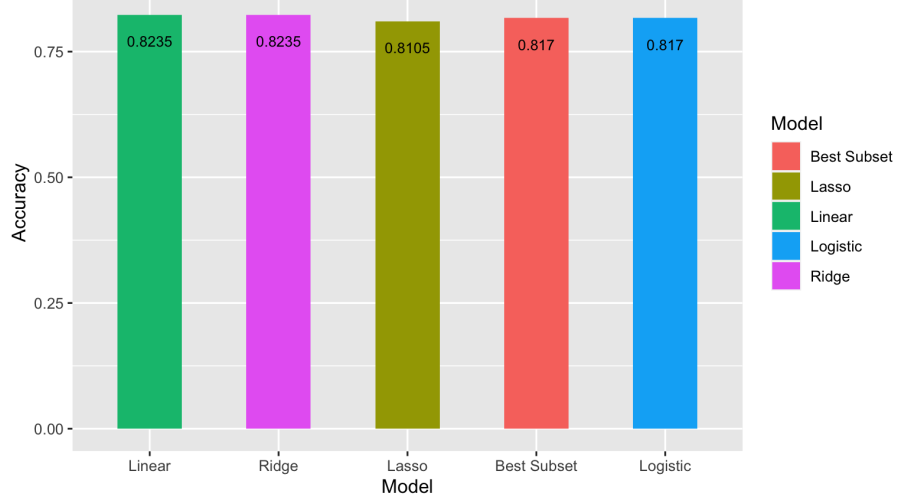 0.75
0.50
0.25
0.00
Accuracy
0.8235
0.8235
0.8105
0.817
0.817
Linear
Ridge
Lasso
Best Subset
Logistic
Model
Model
Best Subset
Lasso
Linear
Logistic
Ridge